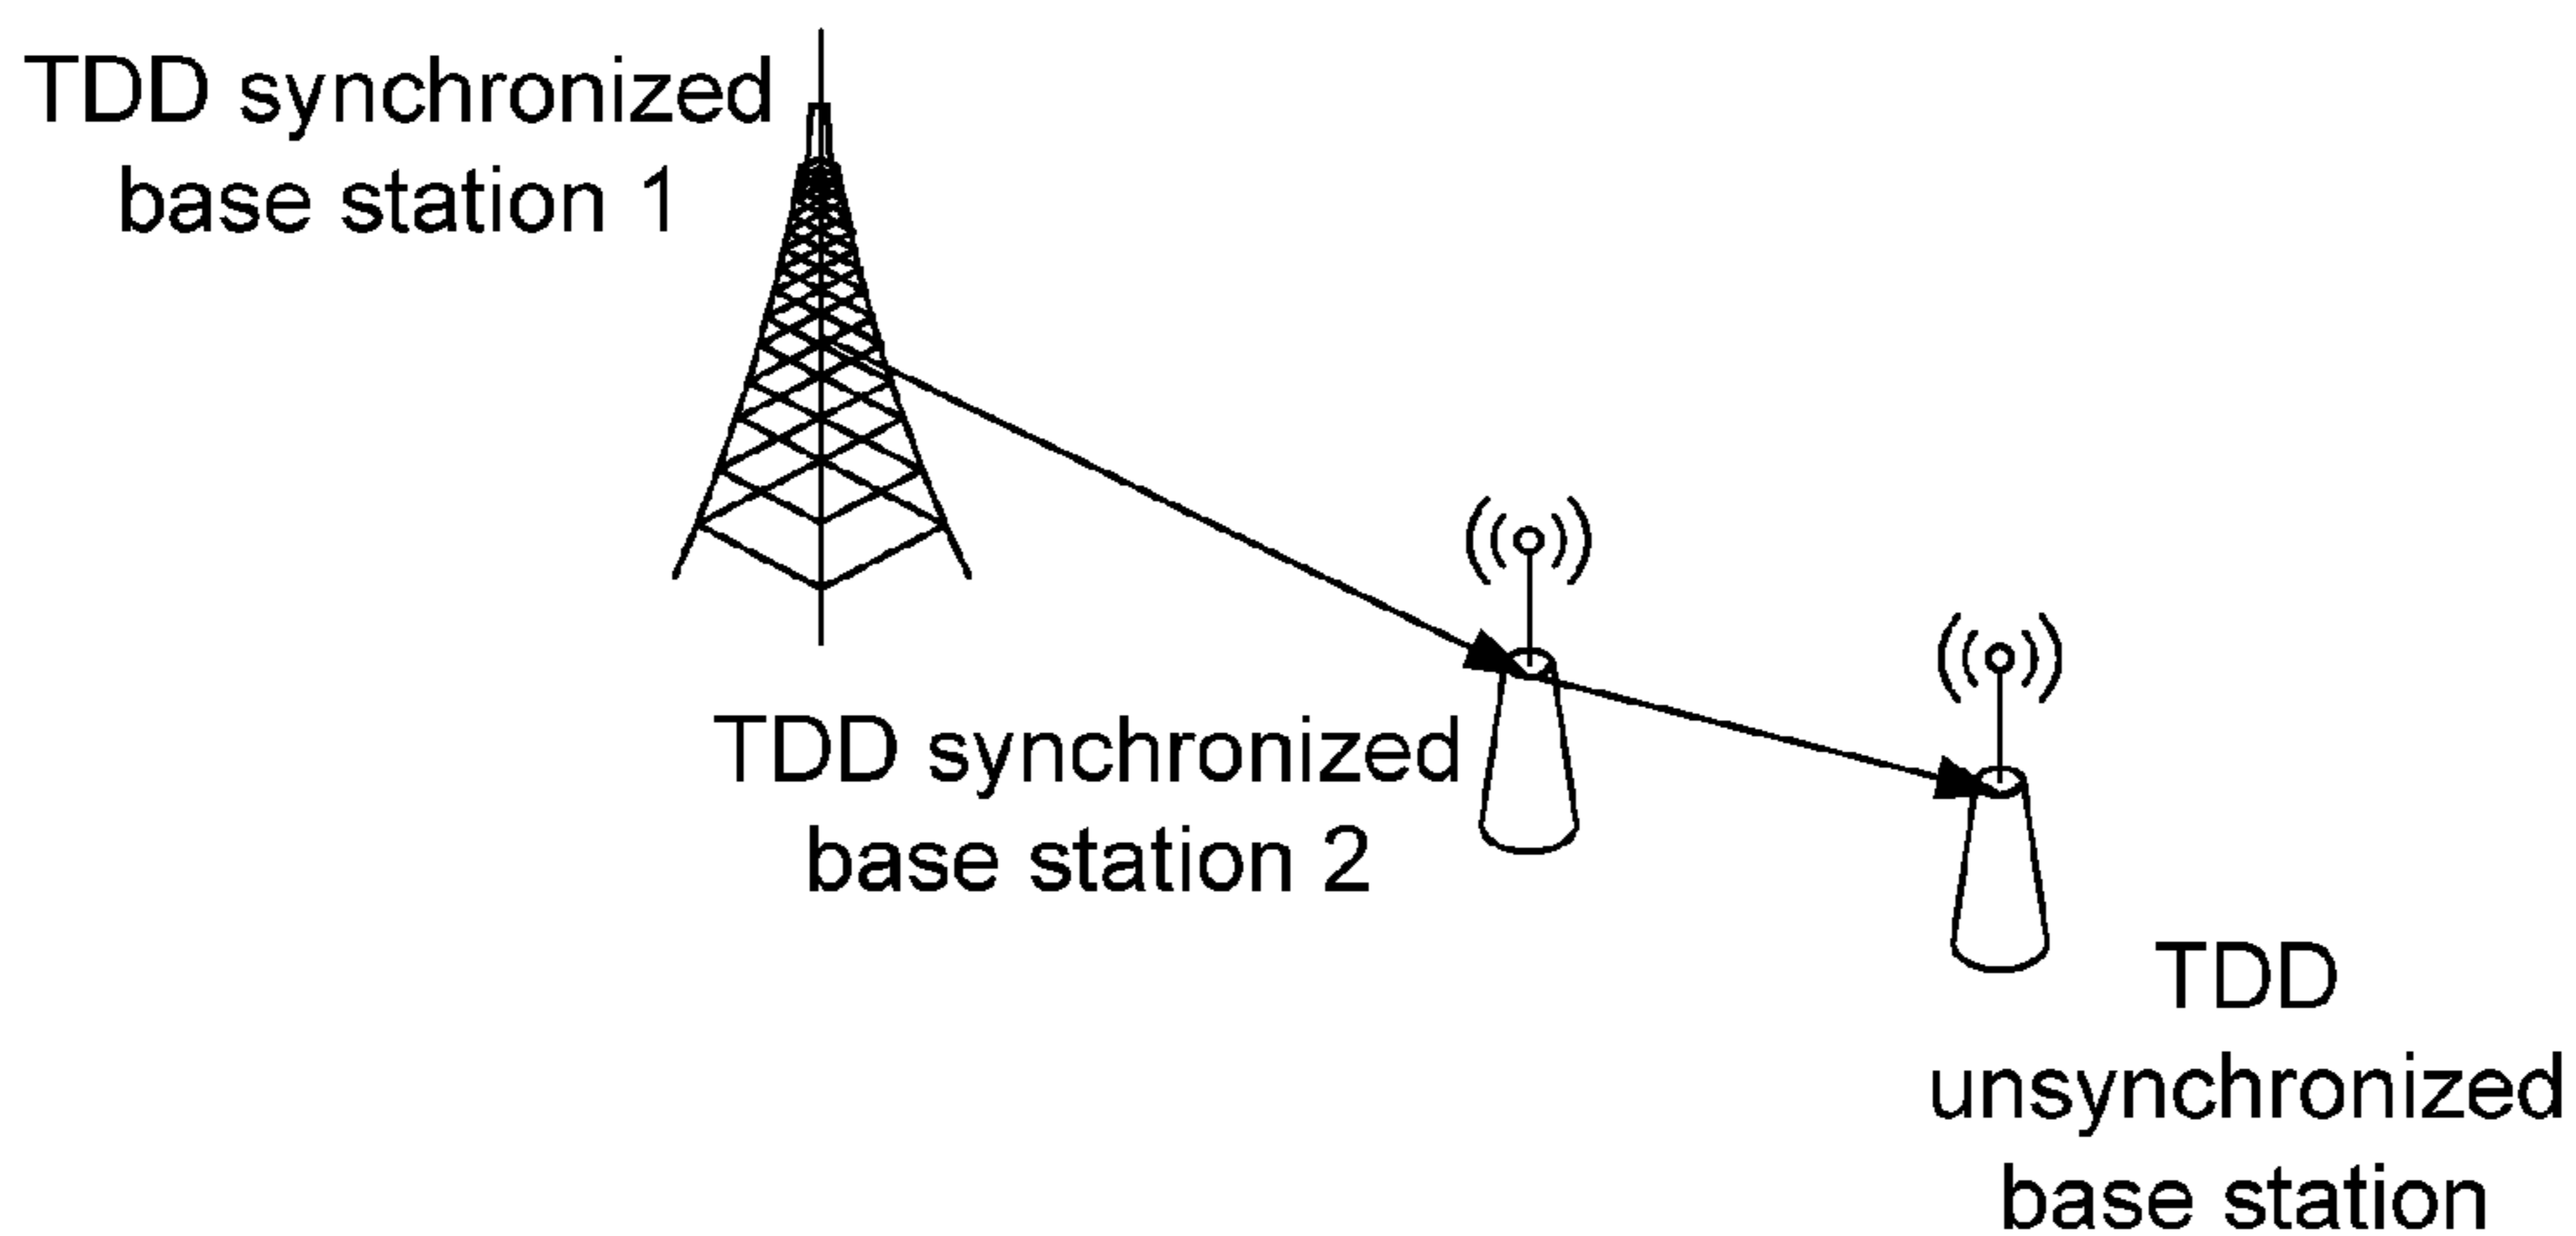 TDD synchronized
base station 1
TDD synchronized
base station 2
TDD
unsynchronized
base station